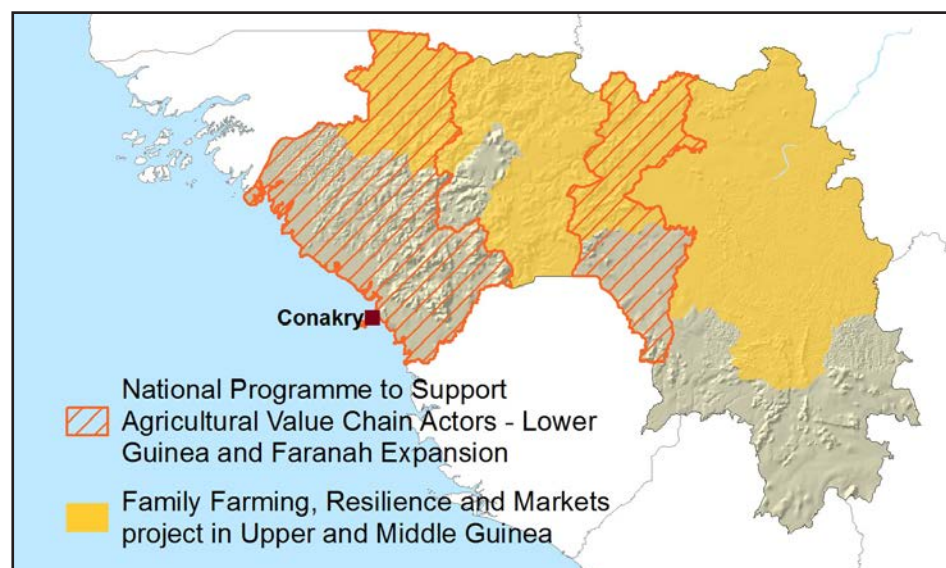 Conakry
National Programme to Support
Agricultural Value Chain Actors - Lower
Guinea and Faranah Expansion
Family Farming, Resilience and Markets
project in Upper and Middle Guinea